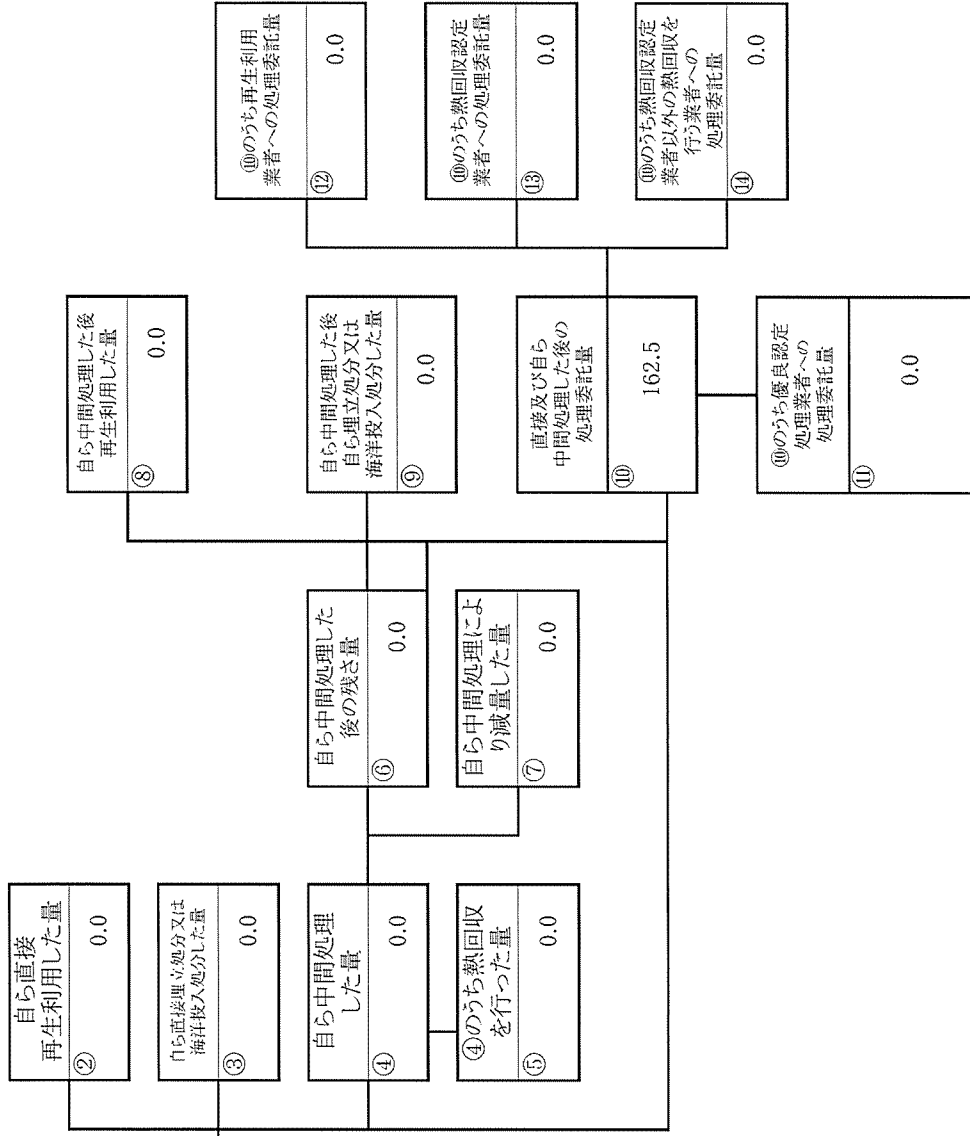 自ら直接
再生利用した量
②
0.0
自ら直接埋立処分又は
海洋投入処分した量
③
0.0
自ら中間処理
した量
④
0.0
④のうち熱回収
を行った量
⑤
0.0
自ら中間処理した
後の残さ量
⑥
0.0
自ら中間処理によ
り減量した量
⑦
0.0
自ら中間処理した後
再生利用した量
⑧
0.0
自ら中間処理した後
自ら埋立処分又は
海洋投入処分した量
⑨
0.0
直接及び自ら
中間処理した後の
処理委託量
⑩
162.5
⑩のうち優良認定
処理業者への
処理委託量
⑪
0.0
⑩のうち再生利用
業者への処理委託量
⑫
0.0
⑩のうち熱回収認定
業者への処理委託量
⑬
0.0
⑩のうち熱回収認定
業者以外の熱回収を
行う業者への
処理委託量
⑭
0.0